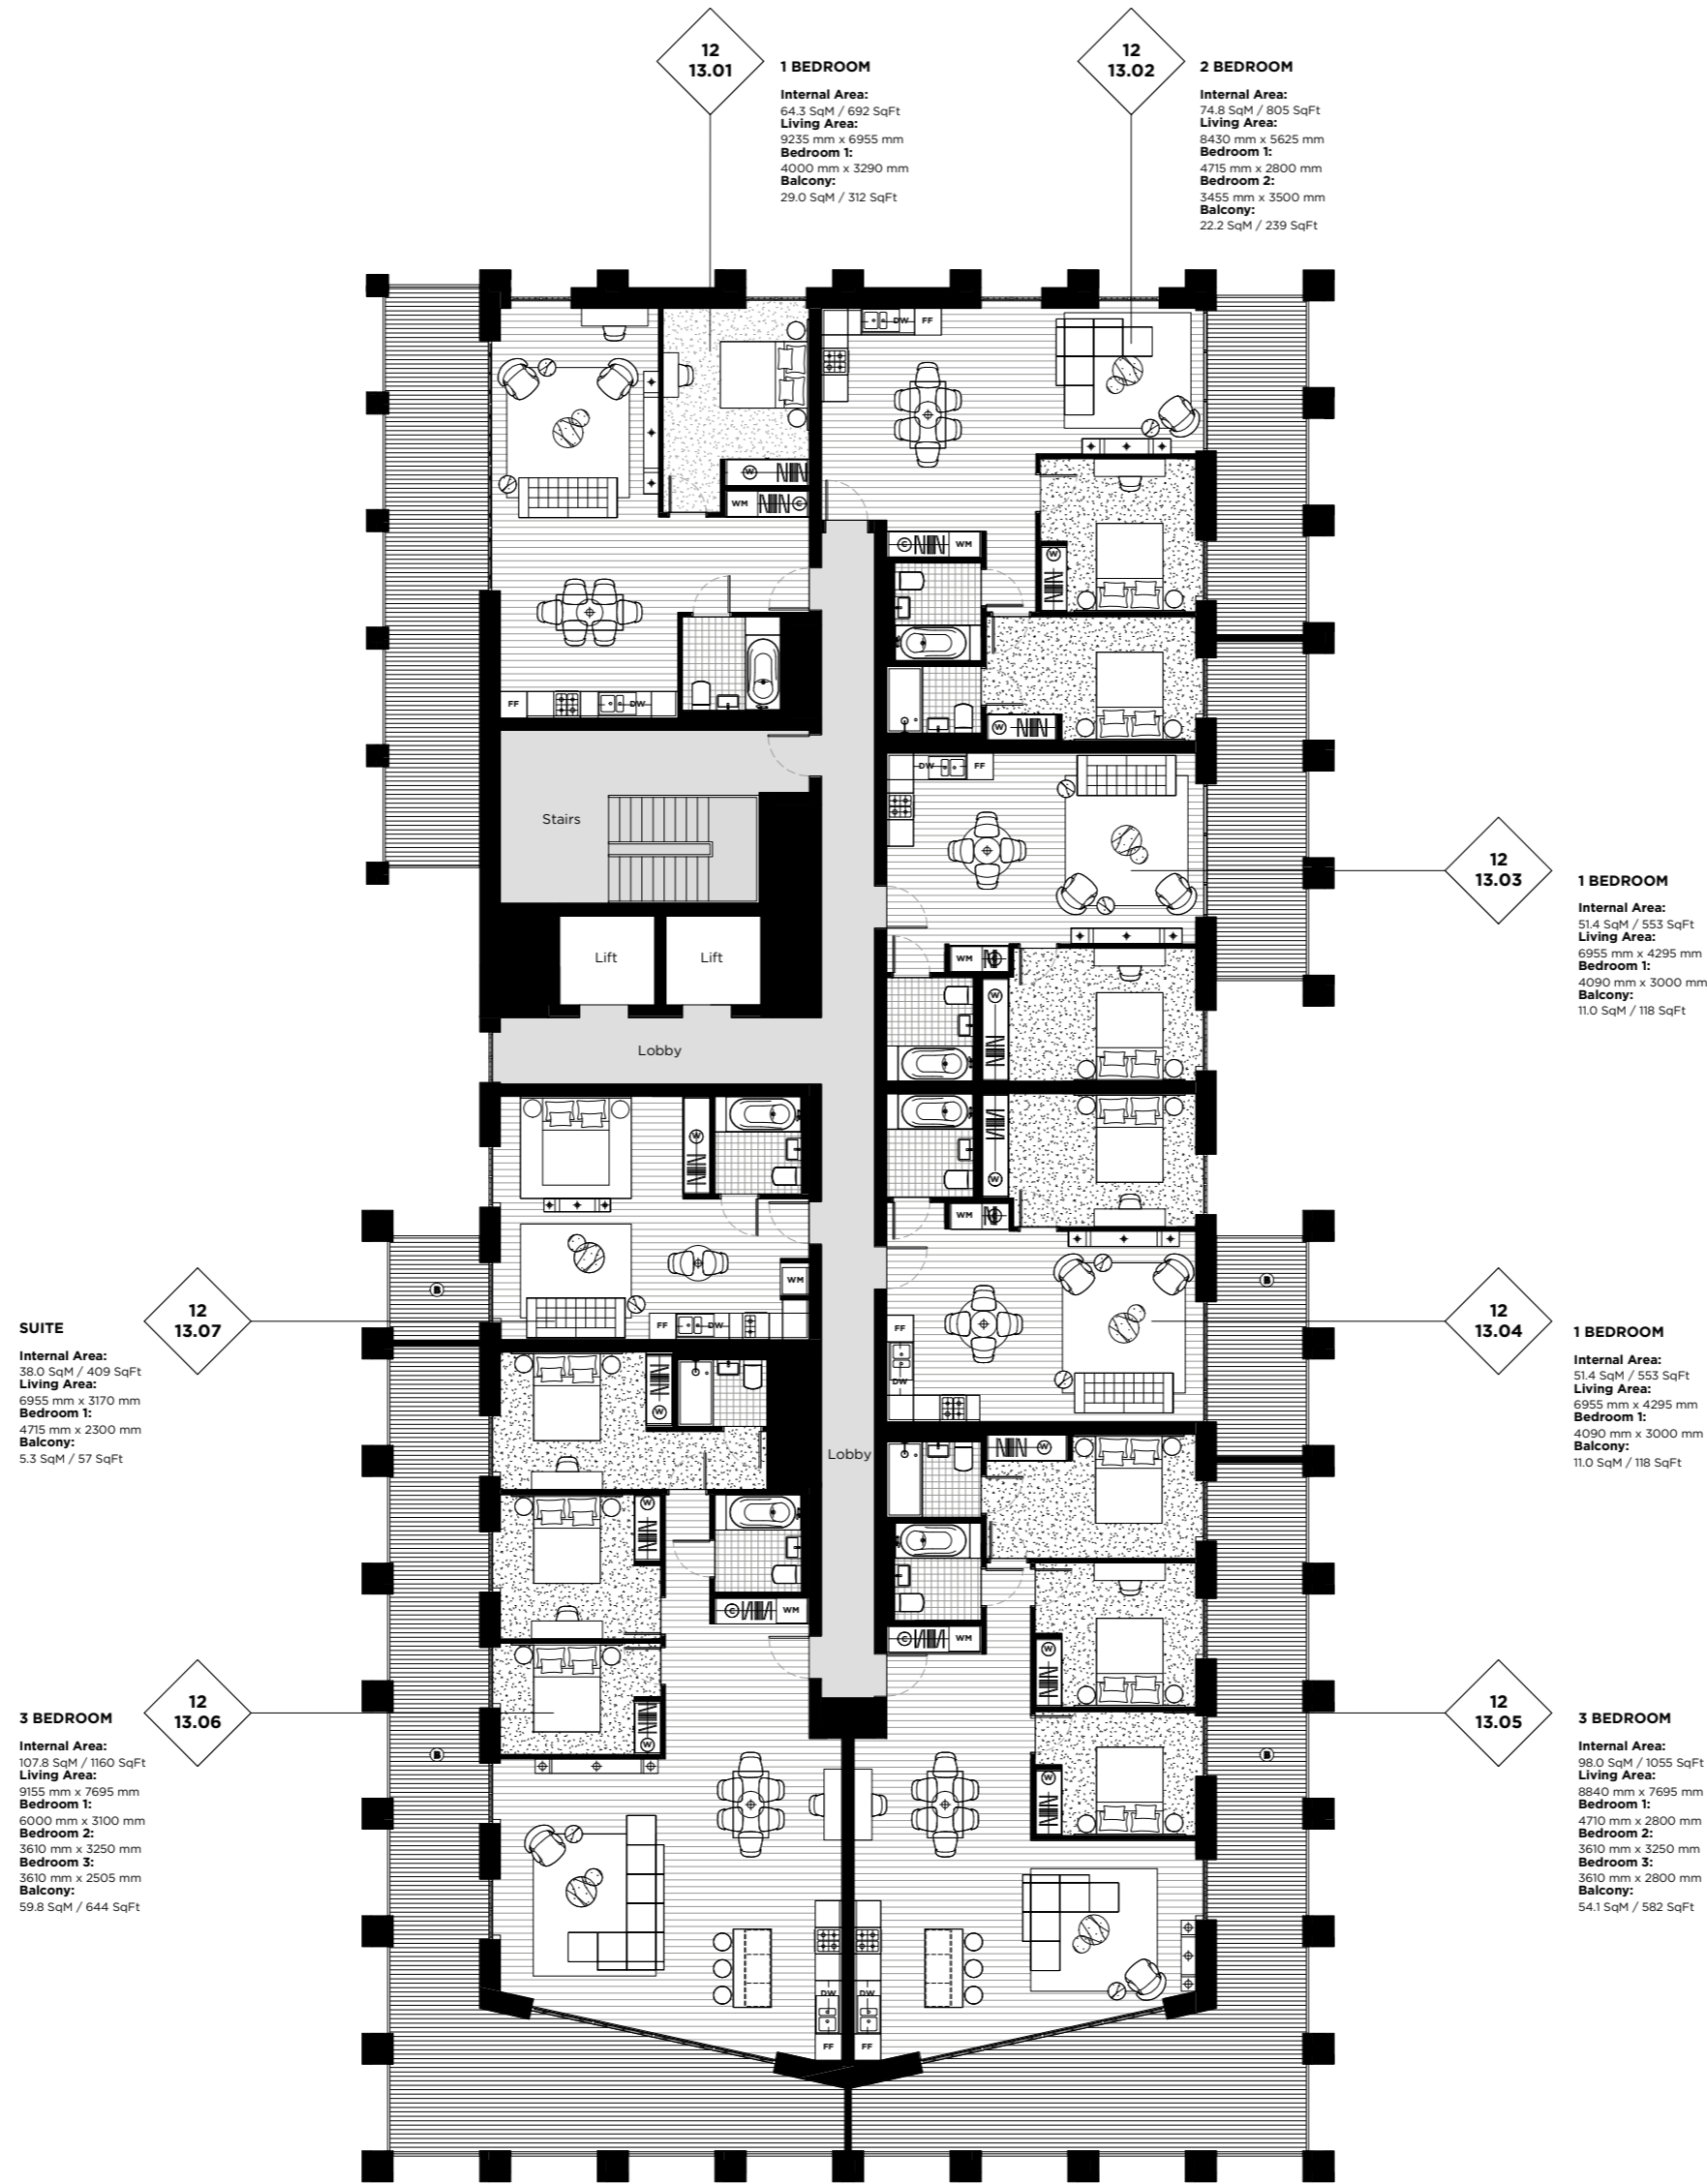 12
13.01
1 BEDROOM
Internal Area:
64.3 SqM / 692 SqFt
Living Area:
9235 mm x 6955 mm
Bedroom 1:
4000 mm x 3290 mm
Balcony:
29.0 SqM / 312 SqFt
12
13.02
2 BEDROOM
Internal Area:
74.8 SqM / 805 SqFt
Living Area:
8430 mm x 5625 mm
Bedroom 1:
4715 mm x 2800 mm
Bedroom 2:
3455 mm x 3500 mm
Balcony:
22.2 SqM / 239 SqFt
DW FF
W
WM C
C WM
W
FF DW
W
DW FF
Stairs
12
13.03
1 BEDROOM
Internal Area:
51.4 SqM / 553 SqFt
Living Area:
6955 mm x 4295 mm
Bedroom 1:
4090 mm x 3000 mm
Balcony:
11.0 SqM / 118 SqFt
Lift
Lift
WM C
W
Lobby
W
W
WM C
WM
B
B
FF DW
FF
DW
12
13.07
SUITE
Internal Area:
38.0 SqM / 409 SqFt
Living Area:
6955 mm x 3170 mm
Bedroom 1:
4715 mm x 2300 mm
Balcony:
5.3 SqM / 57 SqFt
12
13.04
1 BEDROOM
Internal Area:
51.4 SqM / 553 SqFt
Living Area:
6955 mm x 4295 mm
Bedroom 1:
4090 mm x 3000 mm
Balcony:
11.0 SqM / 118 SqFt
W
W
Lobby
W
C WM
C WM
W
W
W
B
B
12
13.06
3 BEDROOM
Internal Area:
107.8 SqM / 1160 SqFt
Living Area:
9155 mm x 7695 mm
Bedroom 1:
6000 mm x 3100 mm
Bedroom 2:
3610 mm x 3250 mm
Bedroom 3:
3610 mm x 2505 mm
Balcony:
59.8 SqM / 644 SqFt
12
13.05
3 BEDROOM
Internal Area:
98.0 SqM / 1055 SqFt
Living Area:
8840 mm x 7695 mm
Bedroom 1:
4710 mm x 2800 mm
Bedroom 2:
3610 mm x 3250 mm
Bedroom 3:
3610 mm x 2800 mm
Balcony:
54.1 SqM / 582 SqFt
DW DW
FF FF